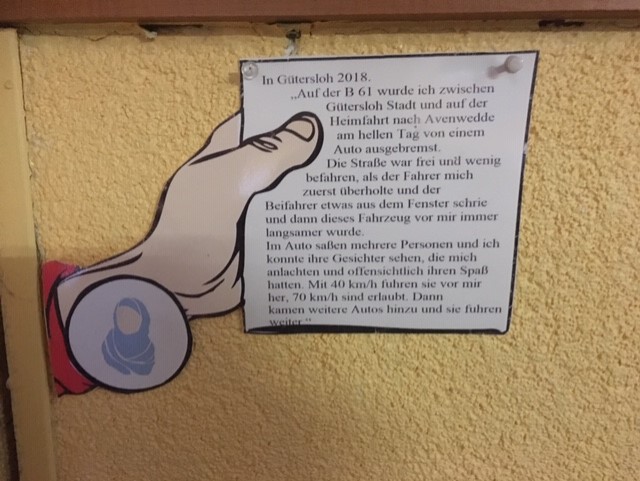 In Gütersloh 2018.
„Auf der B 61 wurde ich zwischen
Gütersloh Stadt und auf der
Heimfahrt nach Avenwedde
am hellen Tag von einem
Auto ausgebremst.
Die Straße war frei und wenig
befahren, als der Fahrer mich
zuerst überholte und der
Beifahrer etwas aus dem Fenster schrie
und dann dieses Fahrzeug vor mir immer
langsamer wurde.
Im Auto saßen mehrere Personen und ich
konnte ihre Gesichter sehen, die mich
anlachten und offensichtlich ihren Spaß
hatten. Mit 40 km/h fuhren sie vor mir
her, 70 km/h sind erlaubt. Dann
kamen weitere Autos hinzu und sie fuhren
weiter.“